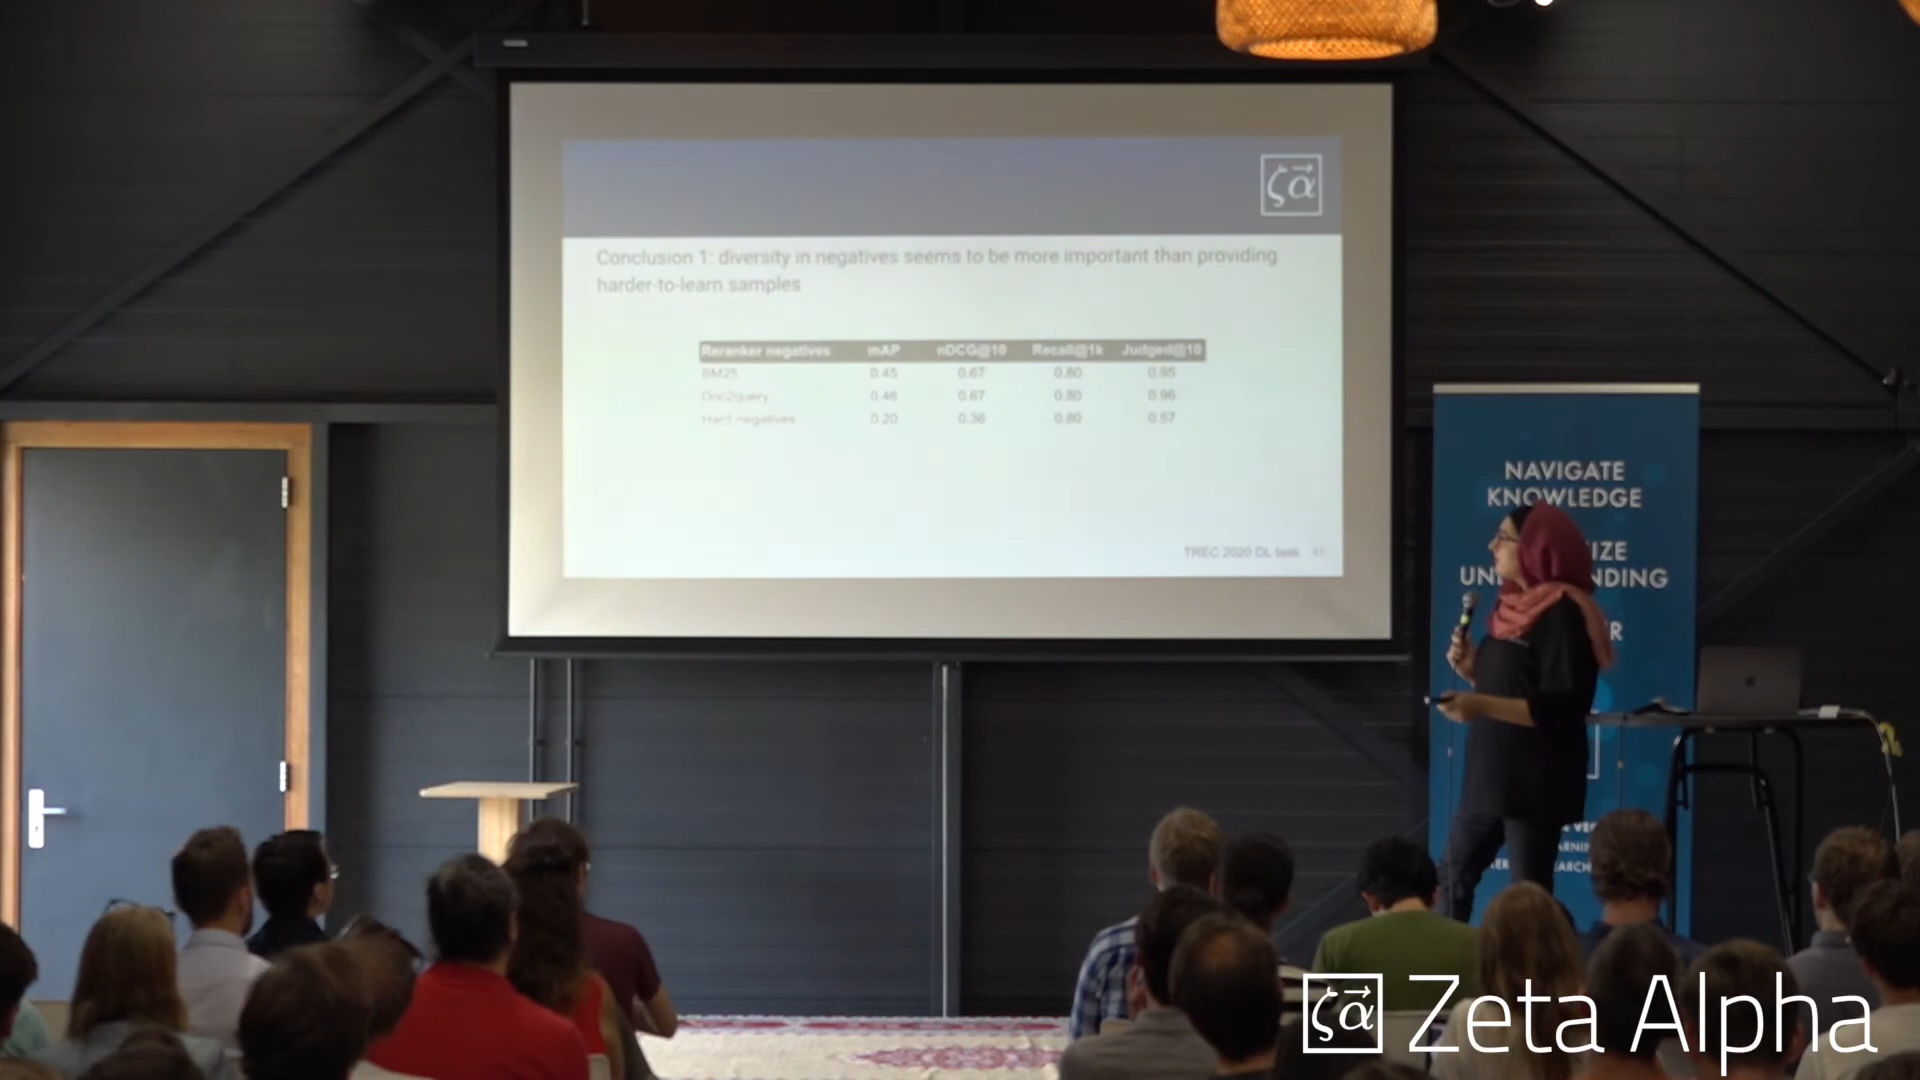 ζα
Conclusion 1: diversity in negatives seems to be more important than providing
harder-to-learn samples
Reranker negatives mAP nDCG@10 Recall@1k Judged@10
BM25 0.45 0.67 0.80 0.95
Doc2query 0.46 0.67 0.80 0.96
Hard negatives 0.20 0.36 0.80 0.57
TREC 2020 DL task
NAVIGATE
KNOWLEDGE
IZE
UN NDING
R
ζα Zeta Alpha